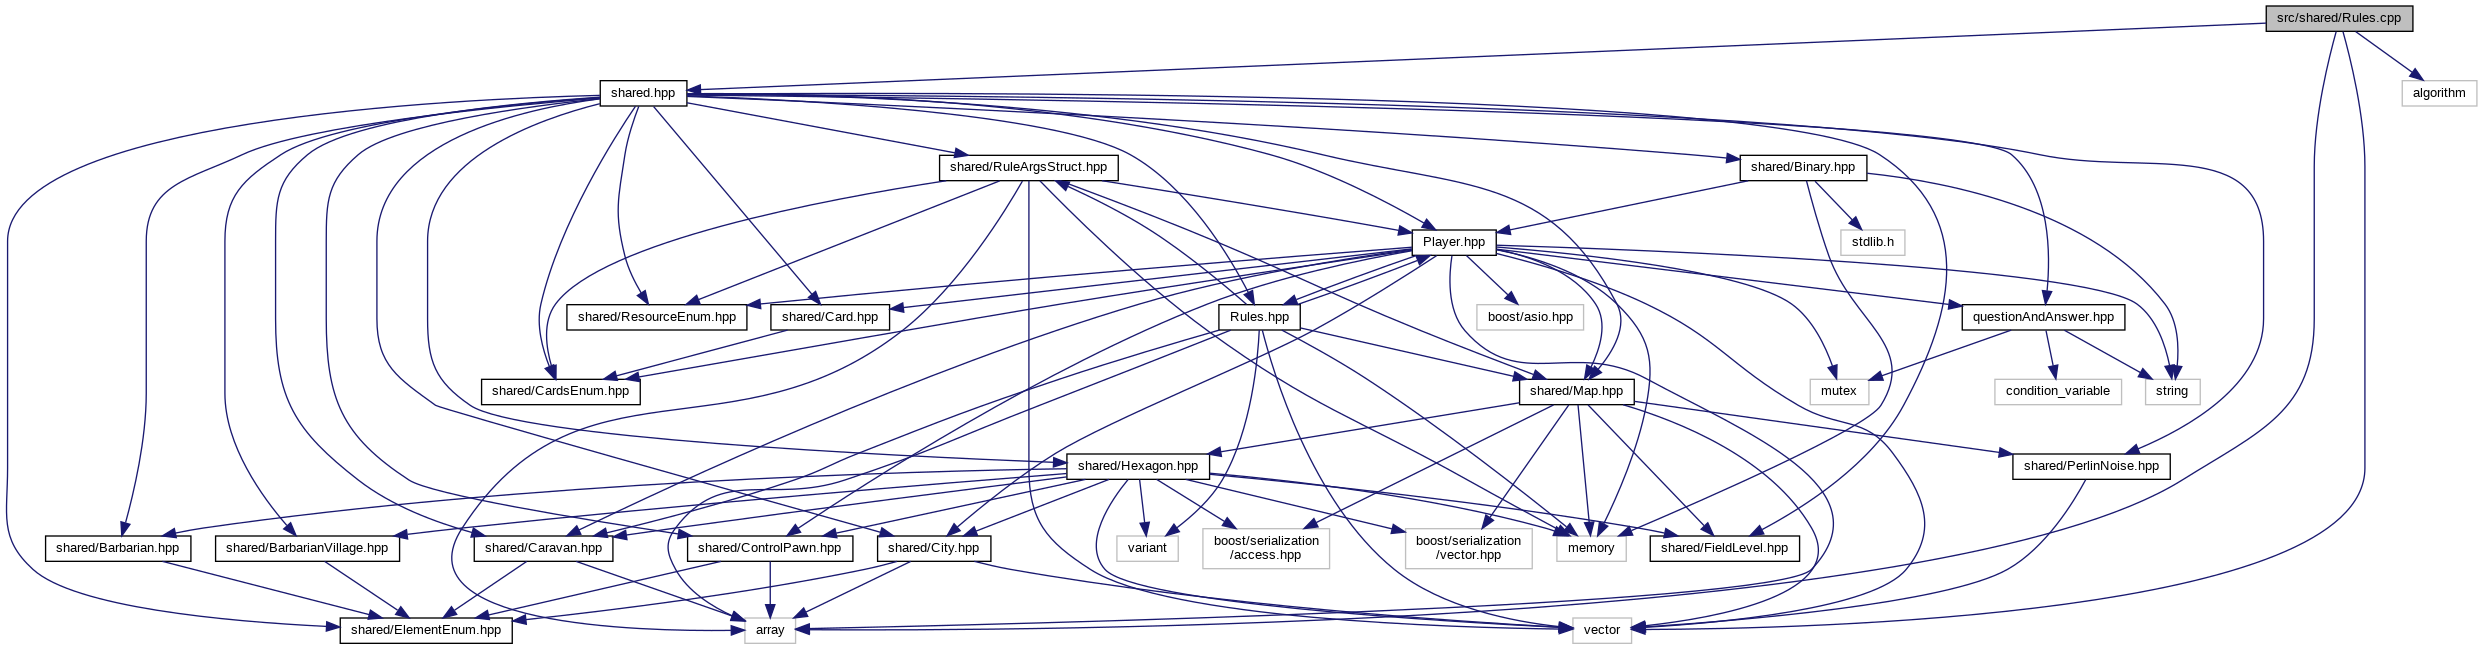 src/shared/Rules.cpp
shared.hpp
algorithm
shared/RuleArgsStruct.hpp
shared/Binary.hpp
Player.hpp
stdlib.h
shared/ResourceEnum.hpp
shared/Card.hpp
Rules.hpp
boost/asio.hpp
questionAndAnswer.hpp
shared/CardsEnum.hpp
shared/Map.hpp
mutex
condition_variable
string
shared/Hexagon.hpp
shared/PerlinNoise.hpp
shared/Barbarian.hpp
shared/BarbarianVillage.hpp
shared/Caravan.hpp
shared/ControlPawn.hpp
shared/City.hpp
variant
boost/serialization
/access.hpp
boost/serialization
/vector.hpp
memory
shared/FieldLevel.hpp
shared/ElementEnum.hpp
array
vector